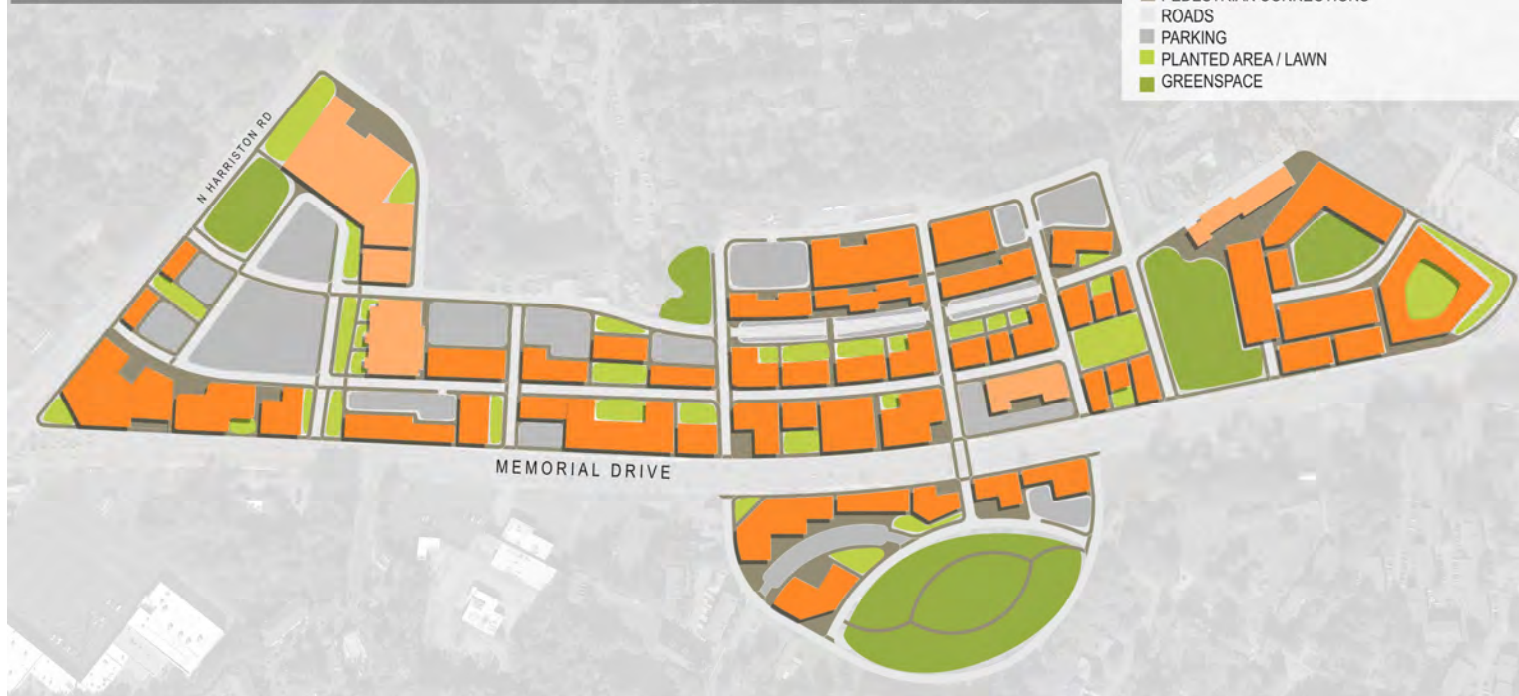 ROADS
PARKING
PLANTED AREA / LAWN
GREENSPACE
N HARRISTON RD
MEMORIAL DRIVE